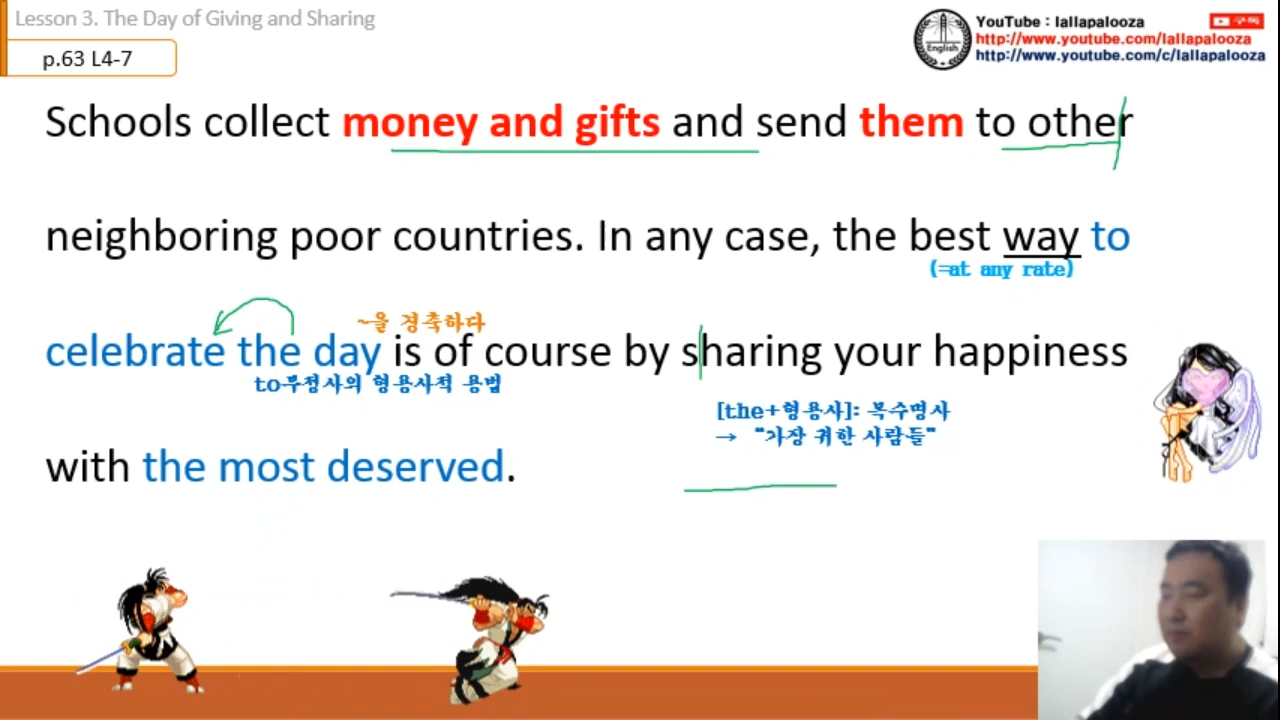 Lesson 3. The Day of Giving and Sharing
p.63 L4-7
English
YouTube : lallapalooza
구독
http://www.youtube.com/lallapalooza
http://www.youtube.com/c/lallapalooza
Schools collect money and gifts and send them to other
neighboring poor countries. In any case, the best way to
(=at any rate)
~을 경축하다
celebrate the day is of course by sharing your happiness
to부정사의 형용사적 용법
[the+형용사]: 복수명사
→ "가장 귀한 사람들"
with the most deserved.